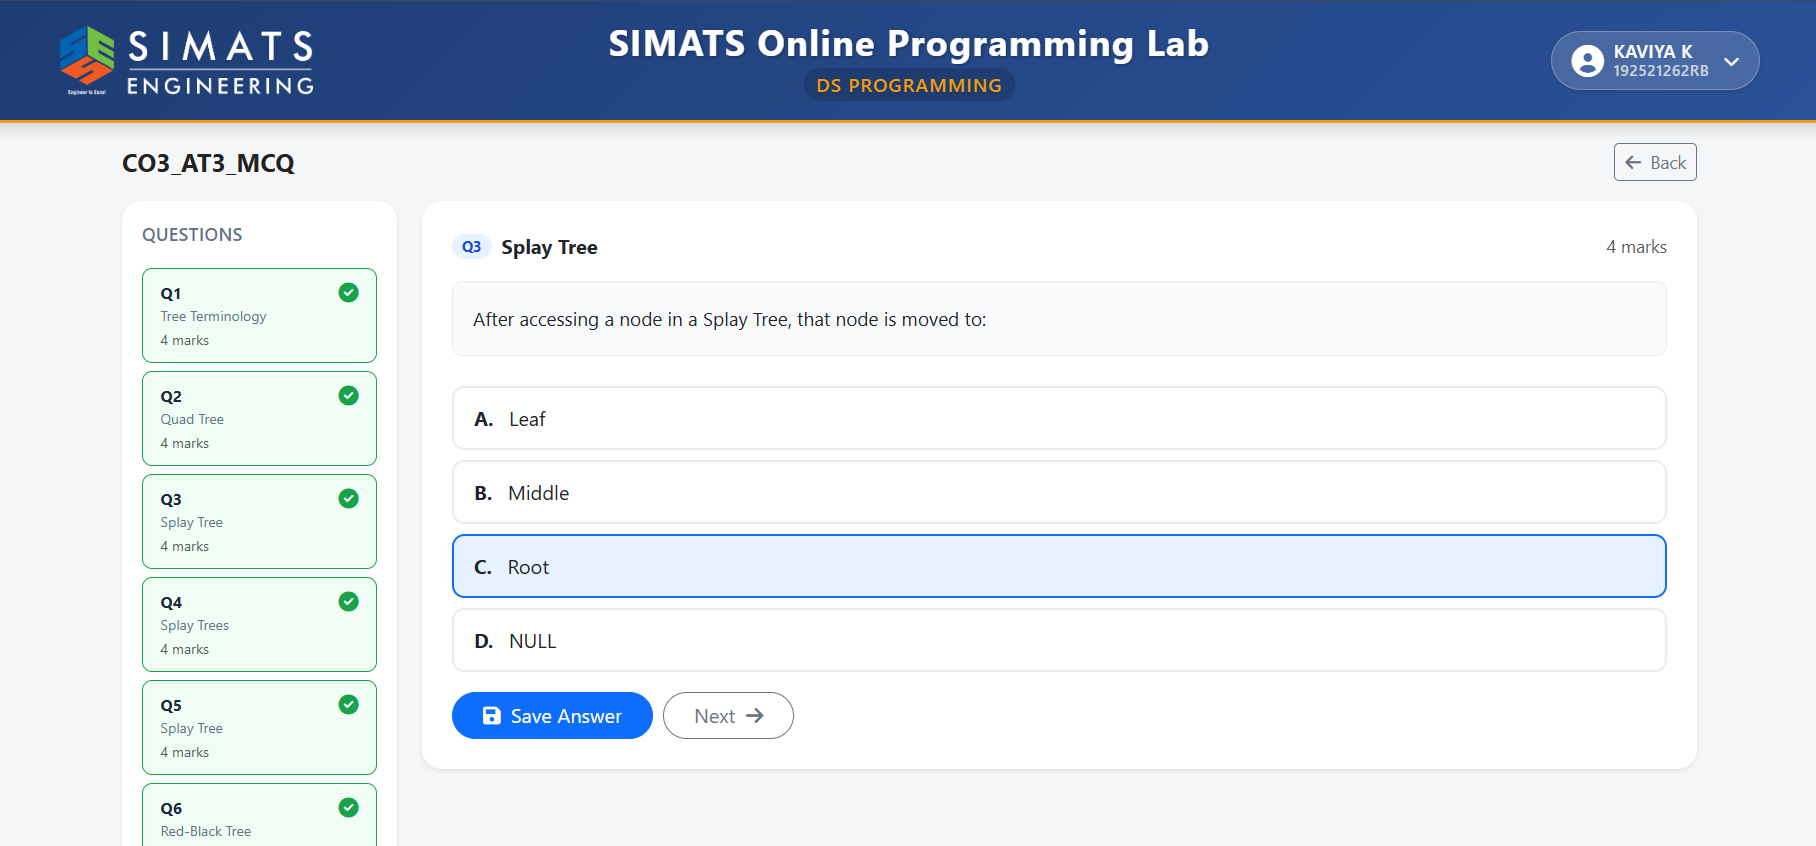 SIMATS
ENGINEERING
Engineer to Excel
SIMATS Online Programming Lab
DS PROGRAMMING
KAVIYA K
192521262RB
CO3_AT3_MCQ
Back
QUESTIONS
Q1
Tree Terminology
4 marks
Q2
Quad Tree
4 marks
Q3
Splay Tree
4 marks
Q4
Splay Trees
4 marks
Q5
Splay Tree
4 marks
Q6
Red-Black Tree
Q3 Splay Tree
4 marks
After accessing a node in a Splay Tree, that node is moved to:
A. Leaf
B. Middle
C. Root
D. NULL
Save Answer
Next